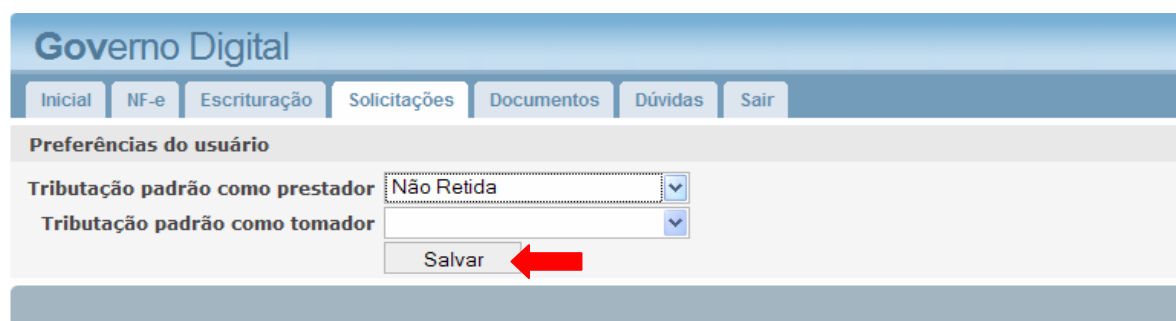 Governo Digital
Inicial NF-e Escrituração Solicitações Documentos Dúvidas Sair
Preferências do usuário
Tributação padrão como prestador Não Retida
Tributação padrão como tomador
Salvar